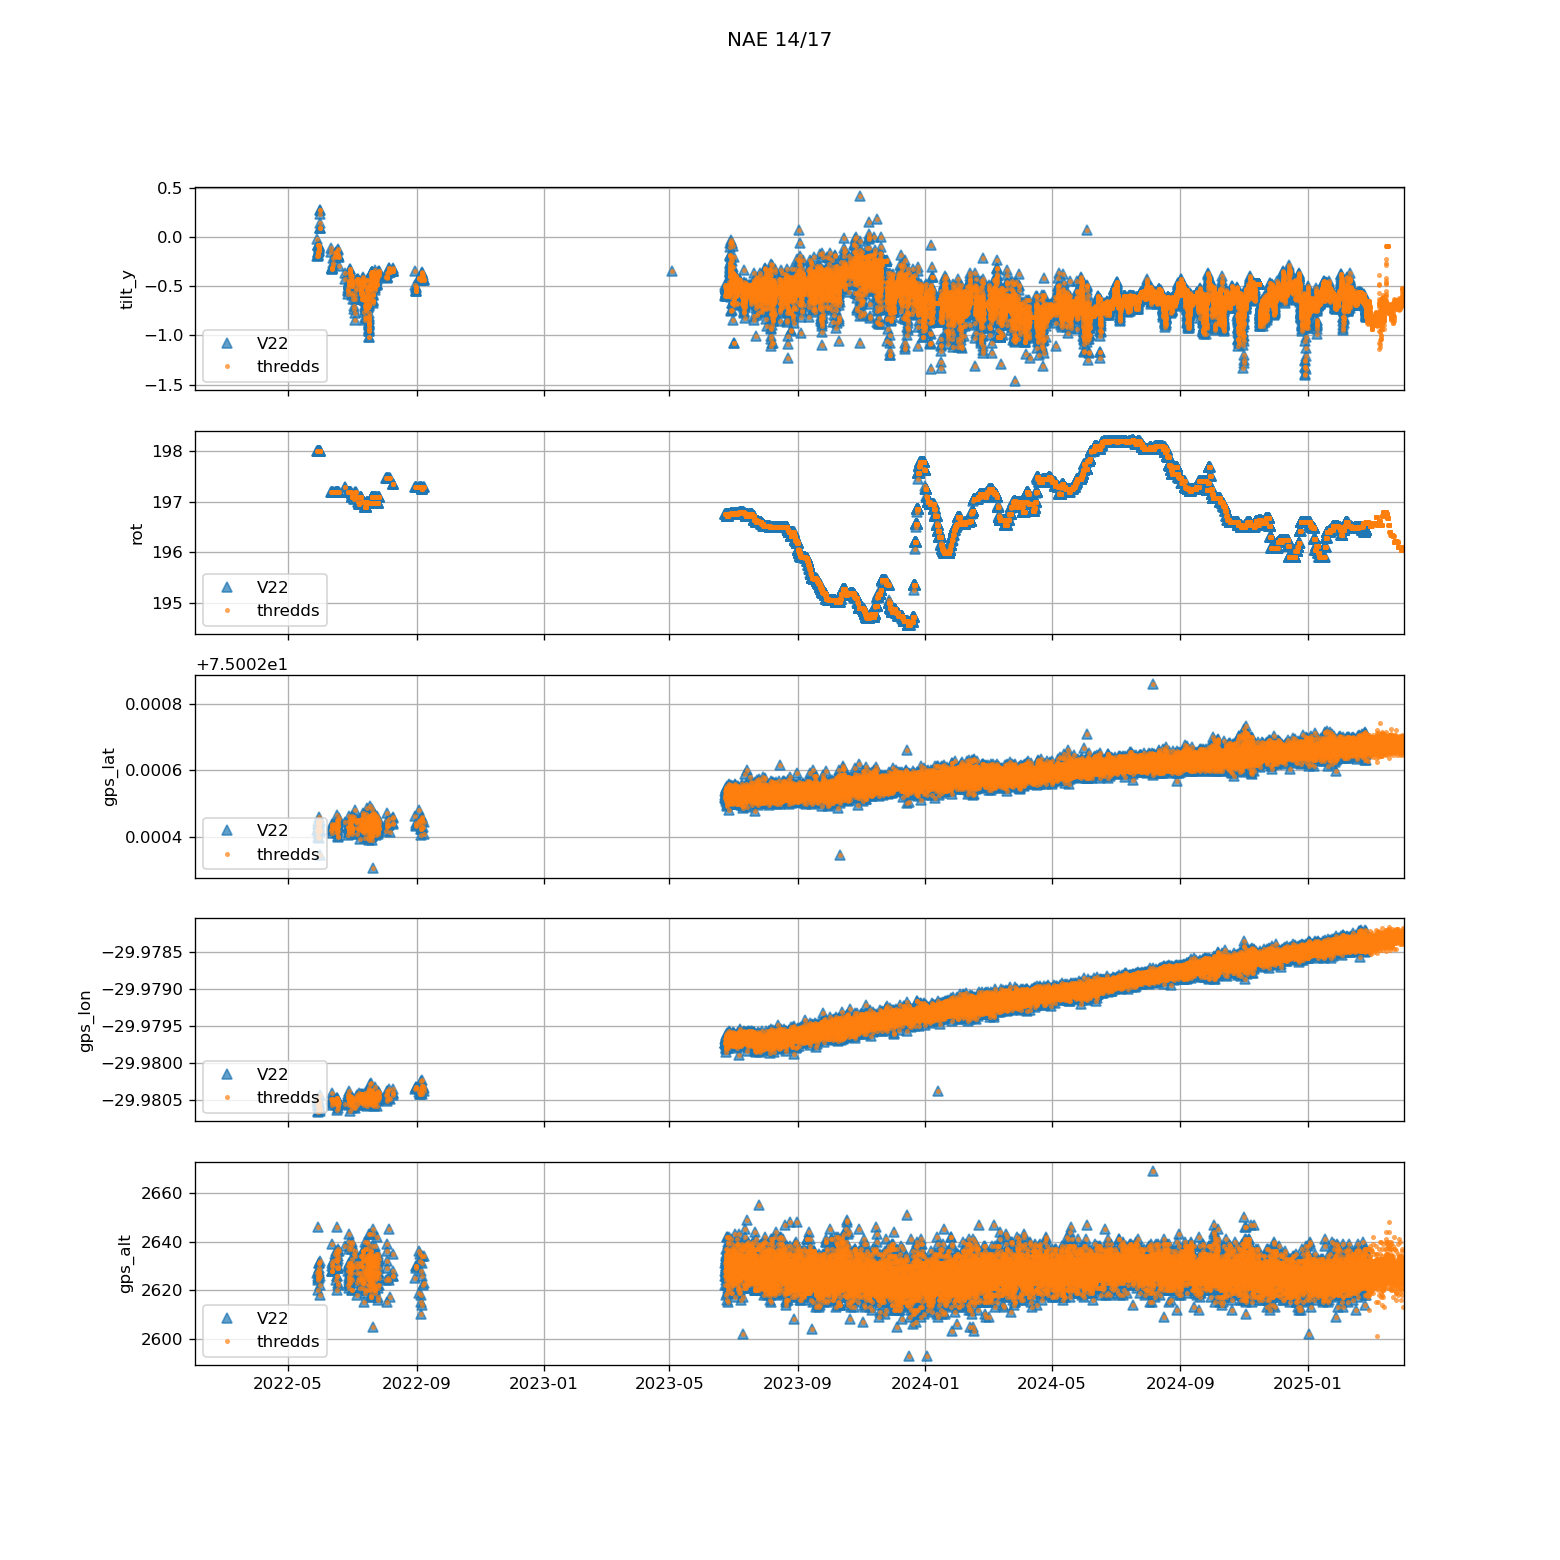 NAE 14/17
0.5
0.0
−0.5
−1.0
−1.5
tilt_y
V22
thredds
198
197
196
195
rot
V22
thredds
+7.5002e1
0.0008
0.0006
0.0004
gps_lat
V22
thredds
−29.9785
−29.9790
−29.9795
−29.9800
−29.9805
gps_lon
V22
thredds
2660
2640
2620
2600
gps_alt
V22
thredds
2022-05 2022-09 2023-01 2023-05 2023-09 2024-01 2024-05 2024-09 2025-01